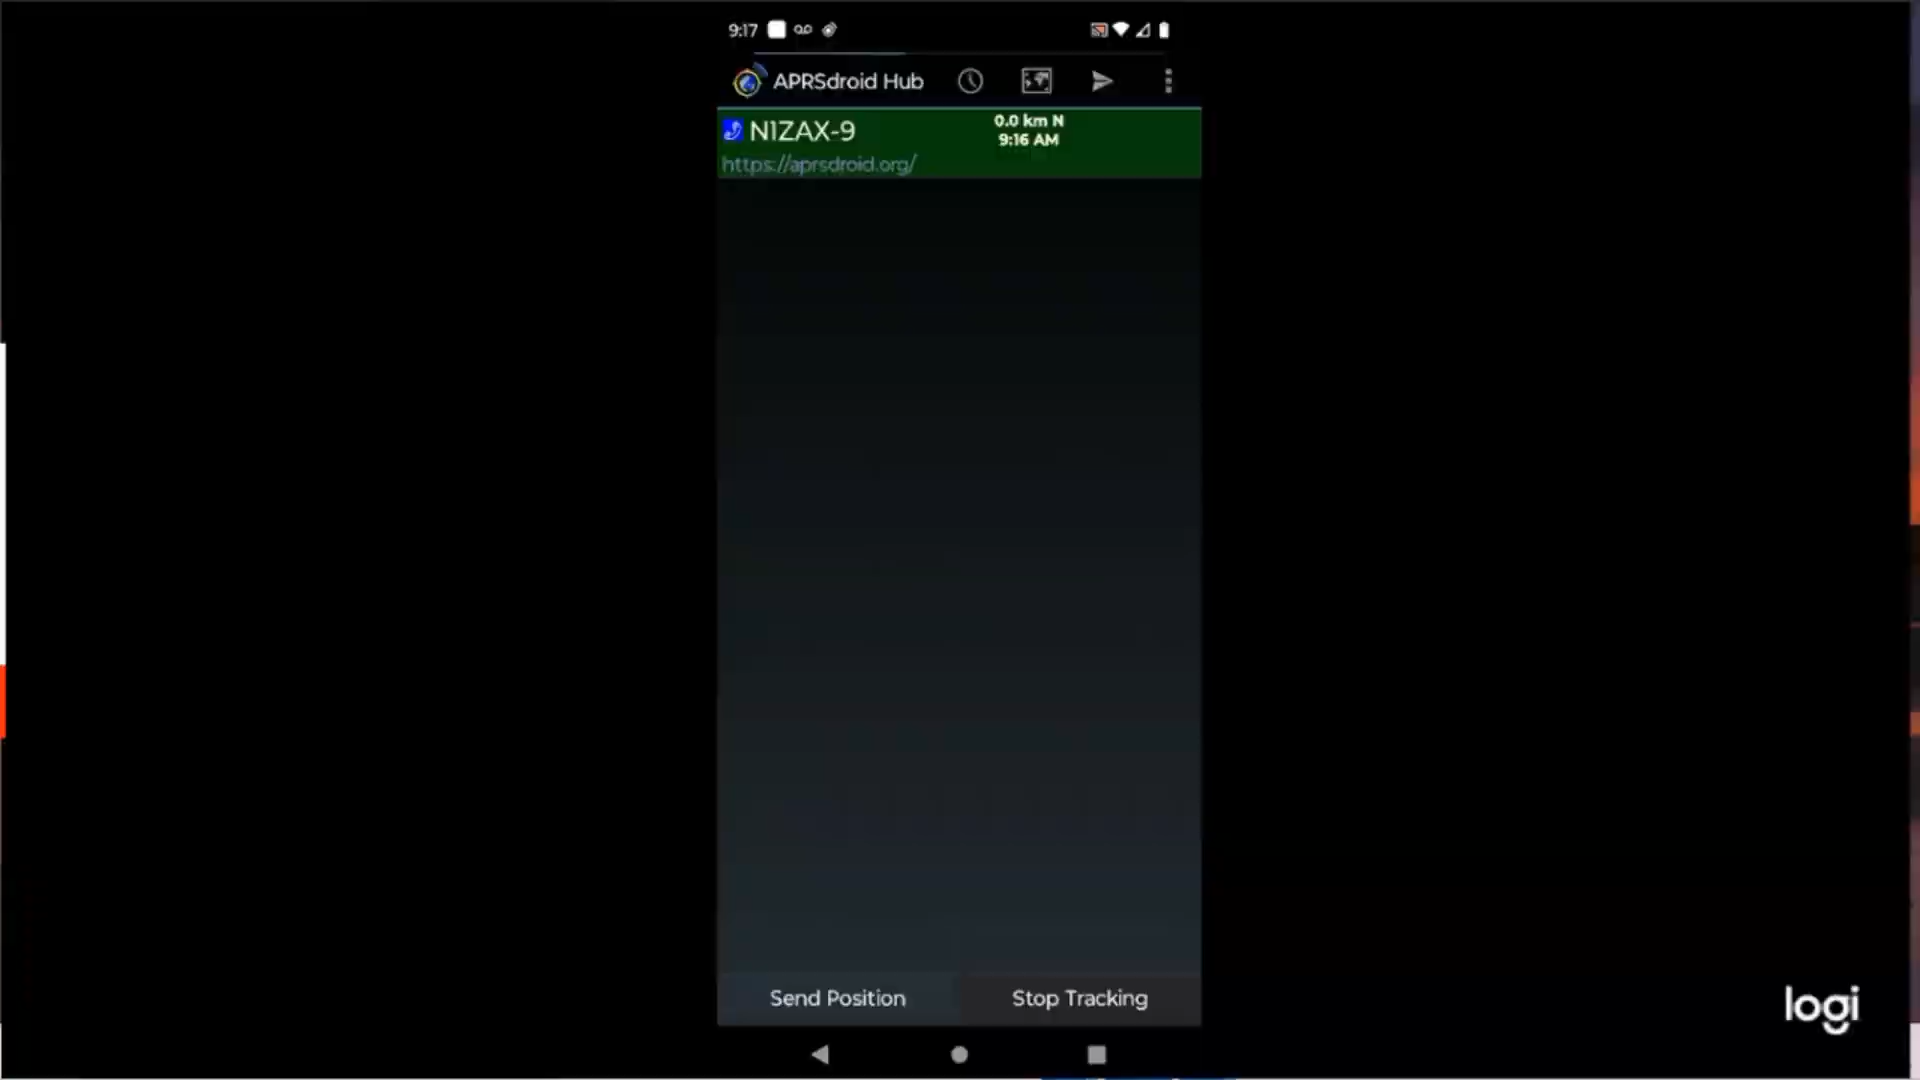 9:17
APRSdroid Hub
N1ZAX-9
0.0 km N
9:16 AM
https://aprsdroid.org/
Send Position
Stop Tracking
logi